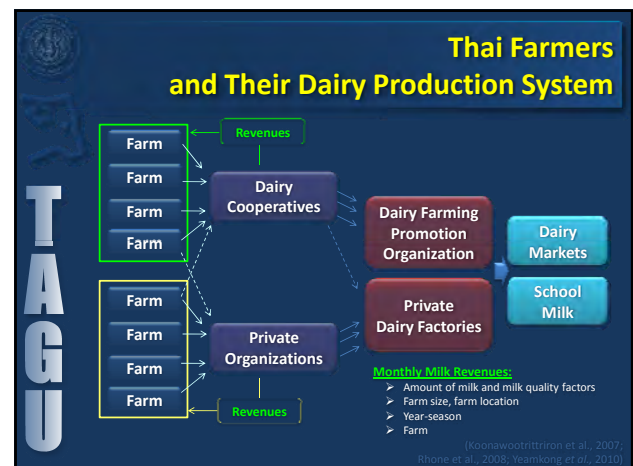 Thai Farmers
and Their Dairy Production System
TAGU
Revenues
Farm
Farm
Farm
Farm
Dairy
Cooperatives
Dairy Farming
Promotion
Organization
Dairy
Markets
School
Milk
Farm
Farm
Farm
Farm
Private
Organizations
Private
Dairy Factories
Revenues
Monthly Milk Revenues:
➢ Amount of milk and milk quality factors
➢ Farm size, farm location
➢ Year-season
➢ Farm
(Koonawootrittriron et al., 2007;
Rhone et al., 2008; Yeamkong et al., 2010)